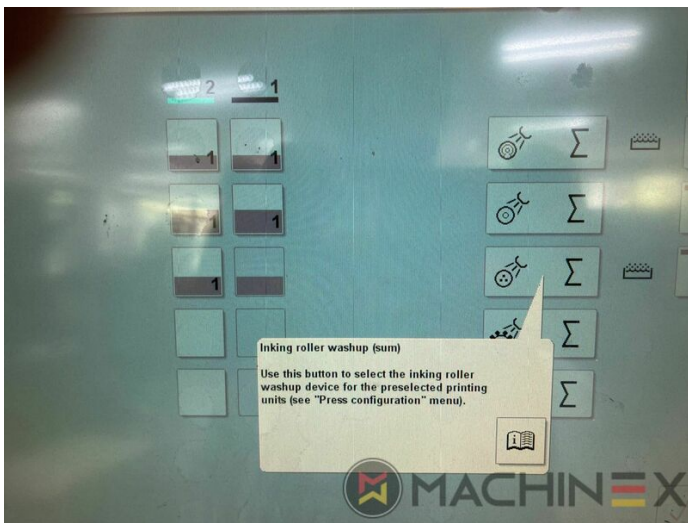 2 1
1 1 Σ
1 1 Σ
1 Σ
Σ
Σ
Inking roller washup (sum)
Use this button to select the inking roller
washup device for the preselected printing
units (see "Press configuration" menu).
i
MACHINEX